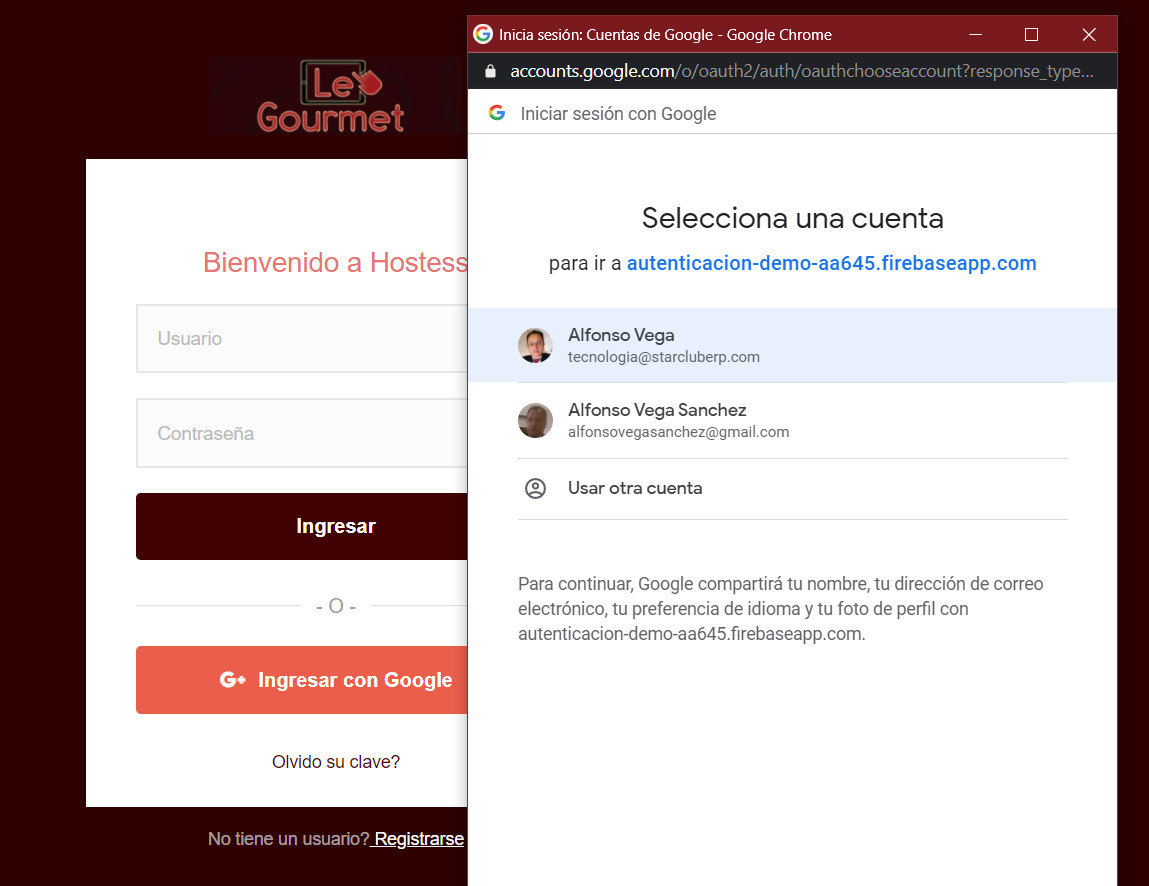 Le
Gourmet
Bienvenido a Hostess
Usuario
Contraseña
Ingresar
- O -
G+ Ingresar con Google
Olvido su clave?
No tiene un usuario? Registrarse
Inicia sesión: Cuentas de Google - Google Chrome
accounts.google.com/o/oauth2/auth/oauthchooseaccount?response_type...
Iniciar sesión con Google
Selecciona una cuenta
para ir a autenticacion-demo-aa645.firebaseapp.com
Alfonso Vega
tecnologia@starcluberp.com
Alfonso Vega Sanchez
alfonsovegasanchez@gmail.com
Usar otra cuenta
Para continuar, Google compartirá tu nombre, tu dirección de correo
electrónico, tu preferencia de idioma y tu foto de perfil con
autenticacion-demo-aa645.firebaseapp.com.